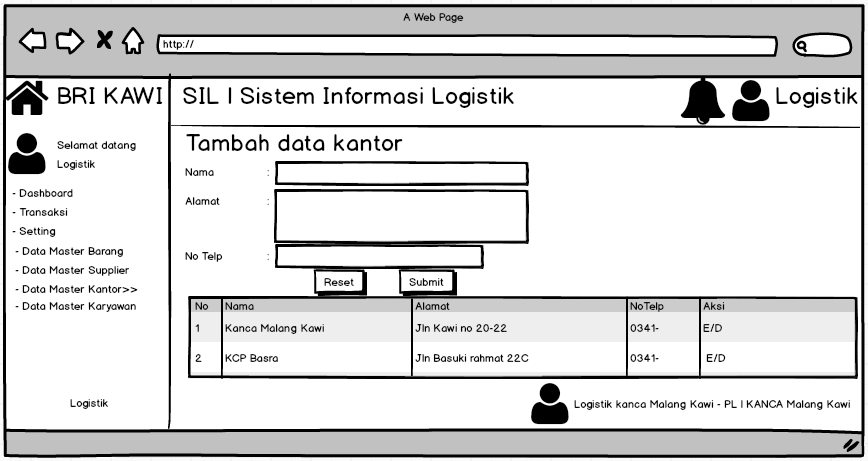 A Web Page
http://
BRI KAWI
SIL | Sistem Informasi Logistik
Logistik
Selamat datang
Logistik
- Dashboard
- Transaksi
- Setting
- Data Master Barang
- Data Master Supplier
- Data Master Kantor>>
- Data Master Karyawan
Logistik
Tambah data kantor
Nama :
Alamat :
No Telp :
Reset Submit
No Nama Alamat NoTelp Aksi
1 Kanca Malang Kawi Jln Kawi no 20-22 0341- E/D
2 KCP Basra Jln Basuki rahmat 22C 0341- E/D
Logistik kanca Malang Kawi - PL | KANCA Malang Kawi